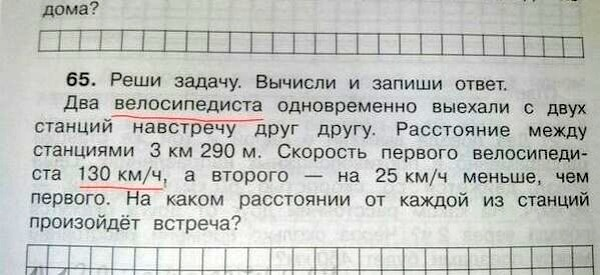 дома?
65. Реши задачу. Вычисли и запиши ответ.
Два велосипедиста одновременно выехали с двух
станций навстречу друг другу. Расстояние между
станциями 3 км 290 м. Скорость первого велосипеди-
ста 130 км/ч, а второго — на 25 км/ч меньше, чем
первого. На каком расстоянии от каждой из станций
произойдёт встреча?